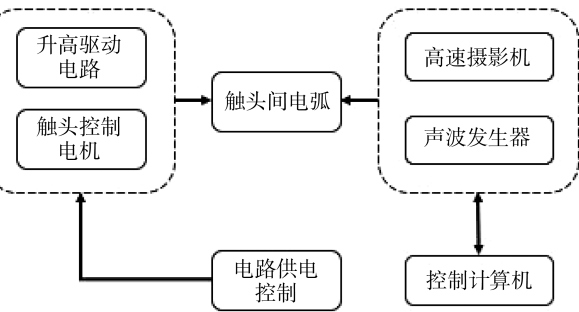 升高驱动
电路
触头控制
电机
触头间电弧
高速摄影机
声波发生器
电路供电
控制
控制计算机